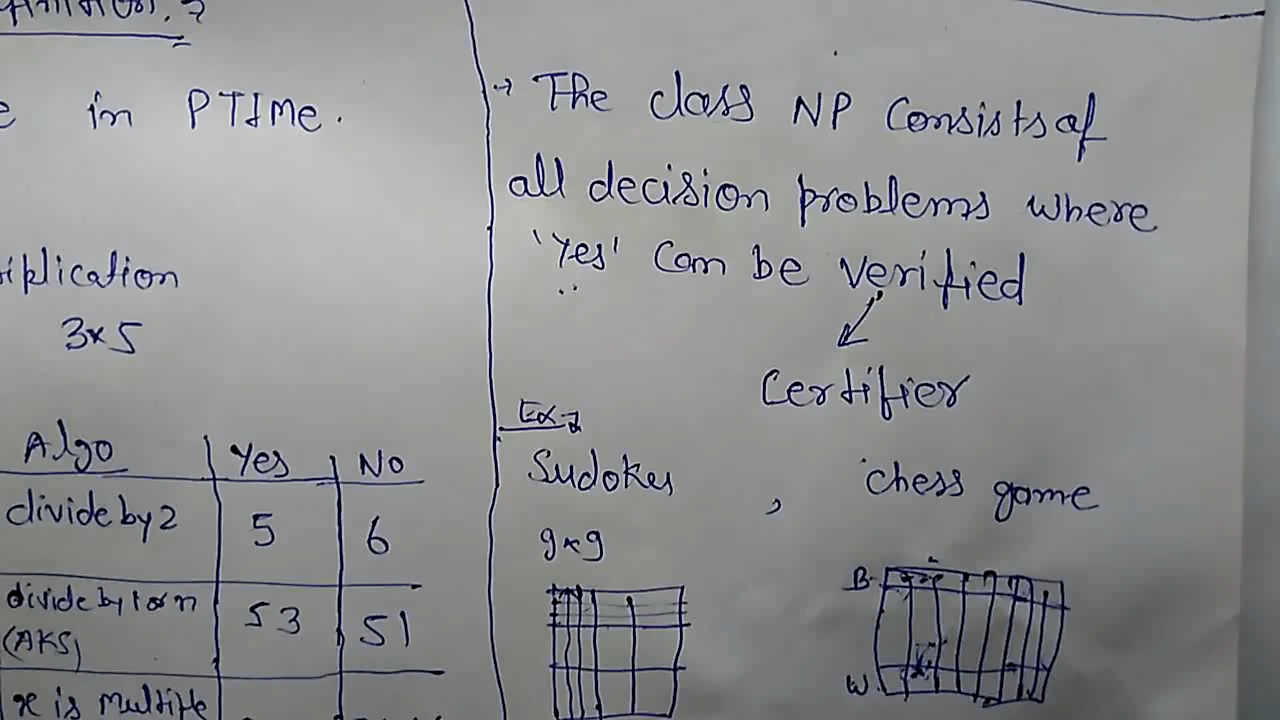 in PTIMe.
3*5
Algo Yes No
divide by 2 5 6
divide by 1 or n 53 51
(AKS)
x is multiple
→ The class NP Consists of
all decision problems where
'Yes' Can be verified
Certifier
Ex-
Sudoku , chess game
9*9
B
W